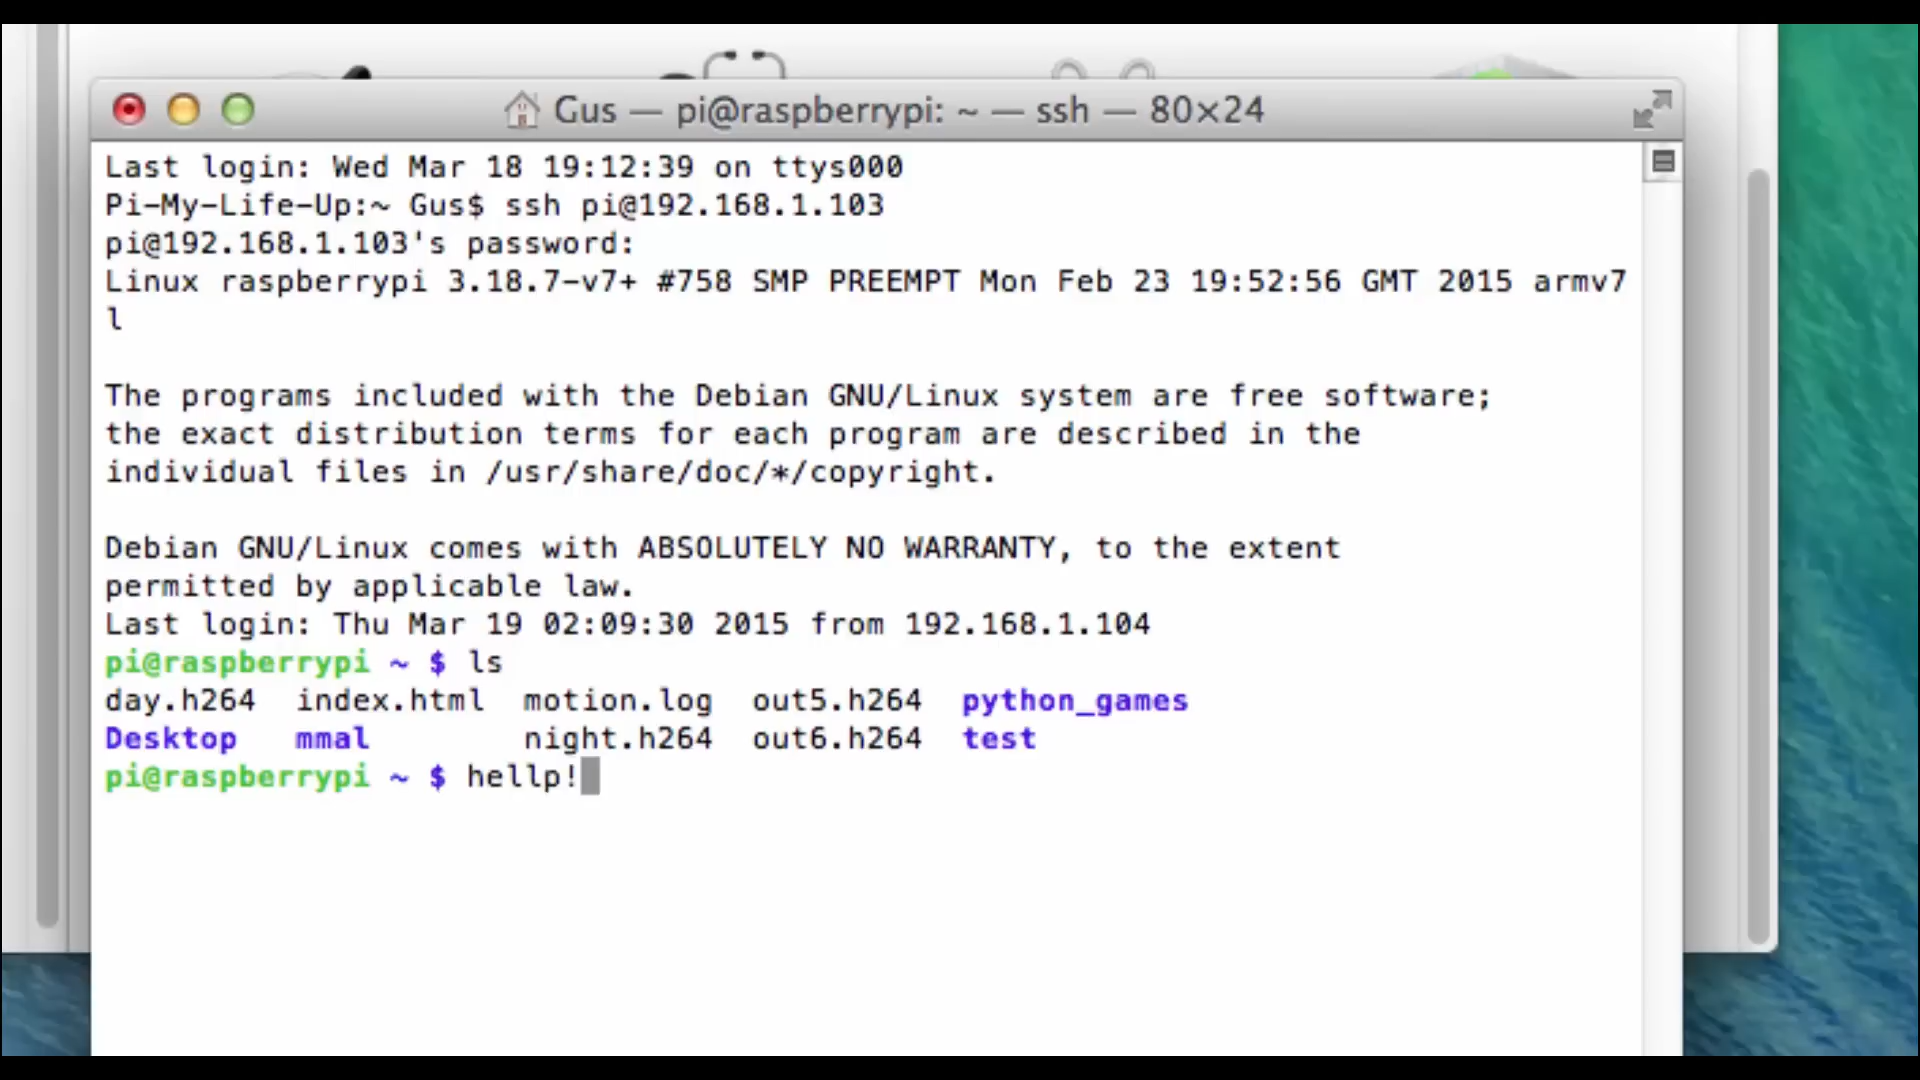 Gus — pi@raspberrypi: ~ — ssh — 80×24
Last login: Wed Mar 18 19:12:39 on ttys000
Pi-My-Life-Up:~ Gus$ ssh pi@192.168.1.103
pi@192.168.1.103's password:
Linux raspberrypi 3.18.7-v7+ #758 SMP PREEMPT Mon Feb 23 19:52:56 GMT 2015 armv7
l
The programs included with the Debian GNU/Linux system are free software;
the exact distribution terms for each program are described in the
individual files in /usr/share/doc/*/copyright.
Debian GNU/Linux comes with ABSOLUTELY NO WARRANTY, to the extent
permitted by applicable law.
Last login: Thu Mar 19 02:09:30 2015 from 192.168.1.104
pi@raspberrypi ~ $ ls
day.h264 index.html motion.log out5.h264 python_games
Desktop mmal night.h264 out6.h264 test
pi@raspberrypi ~ $ hellp!